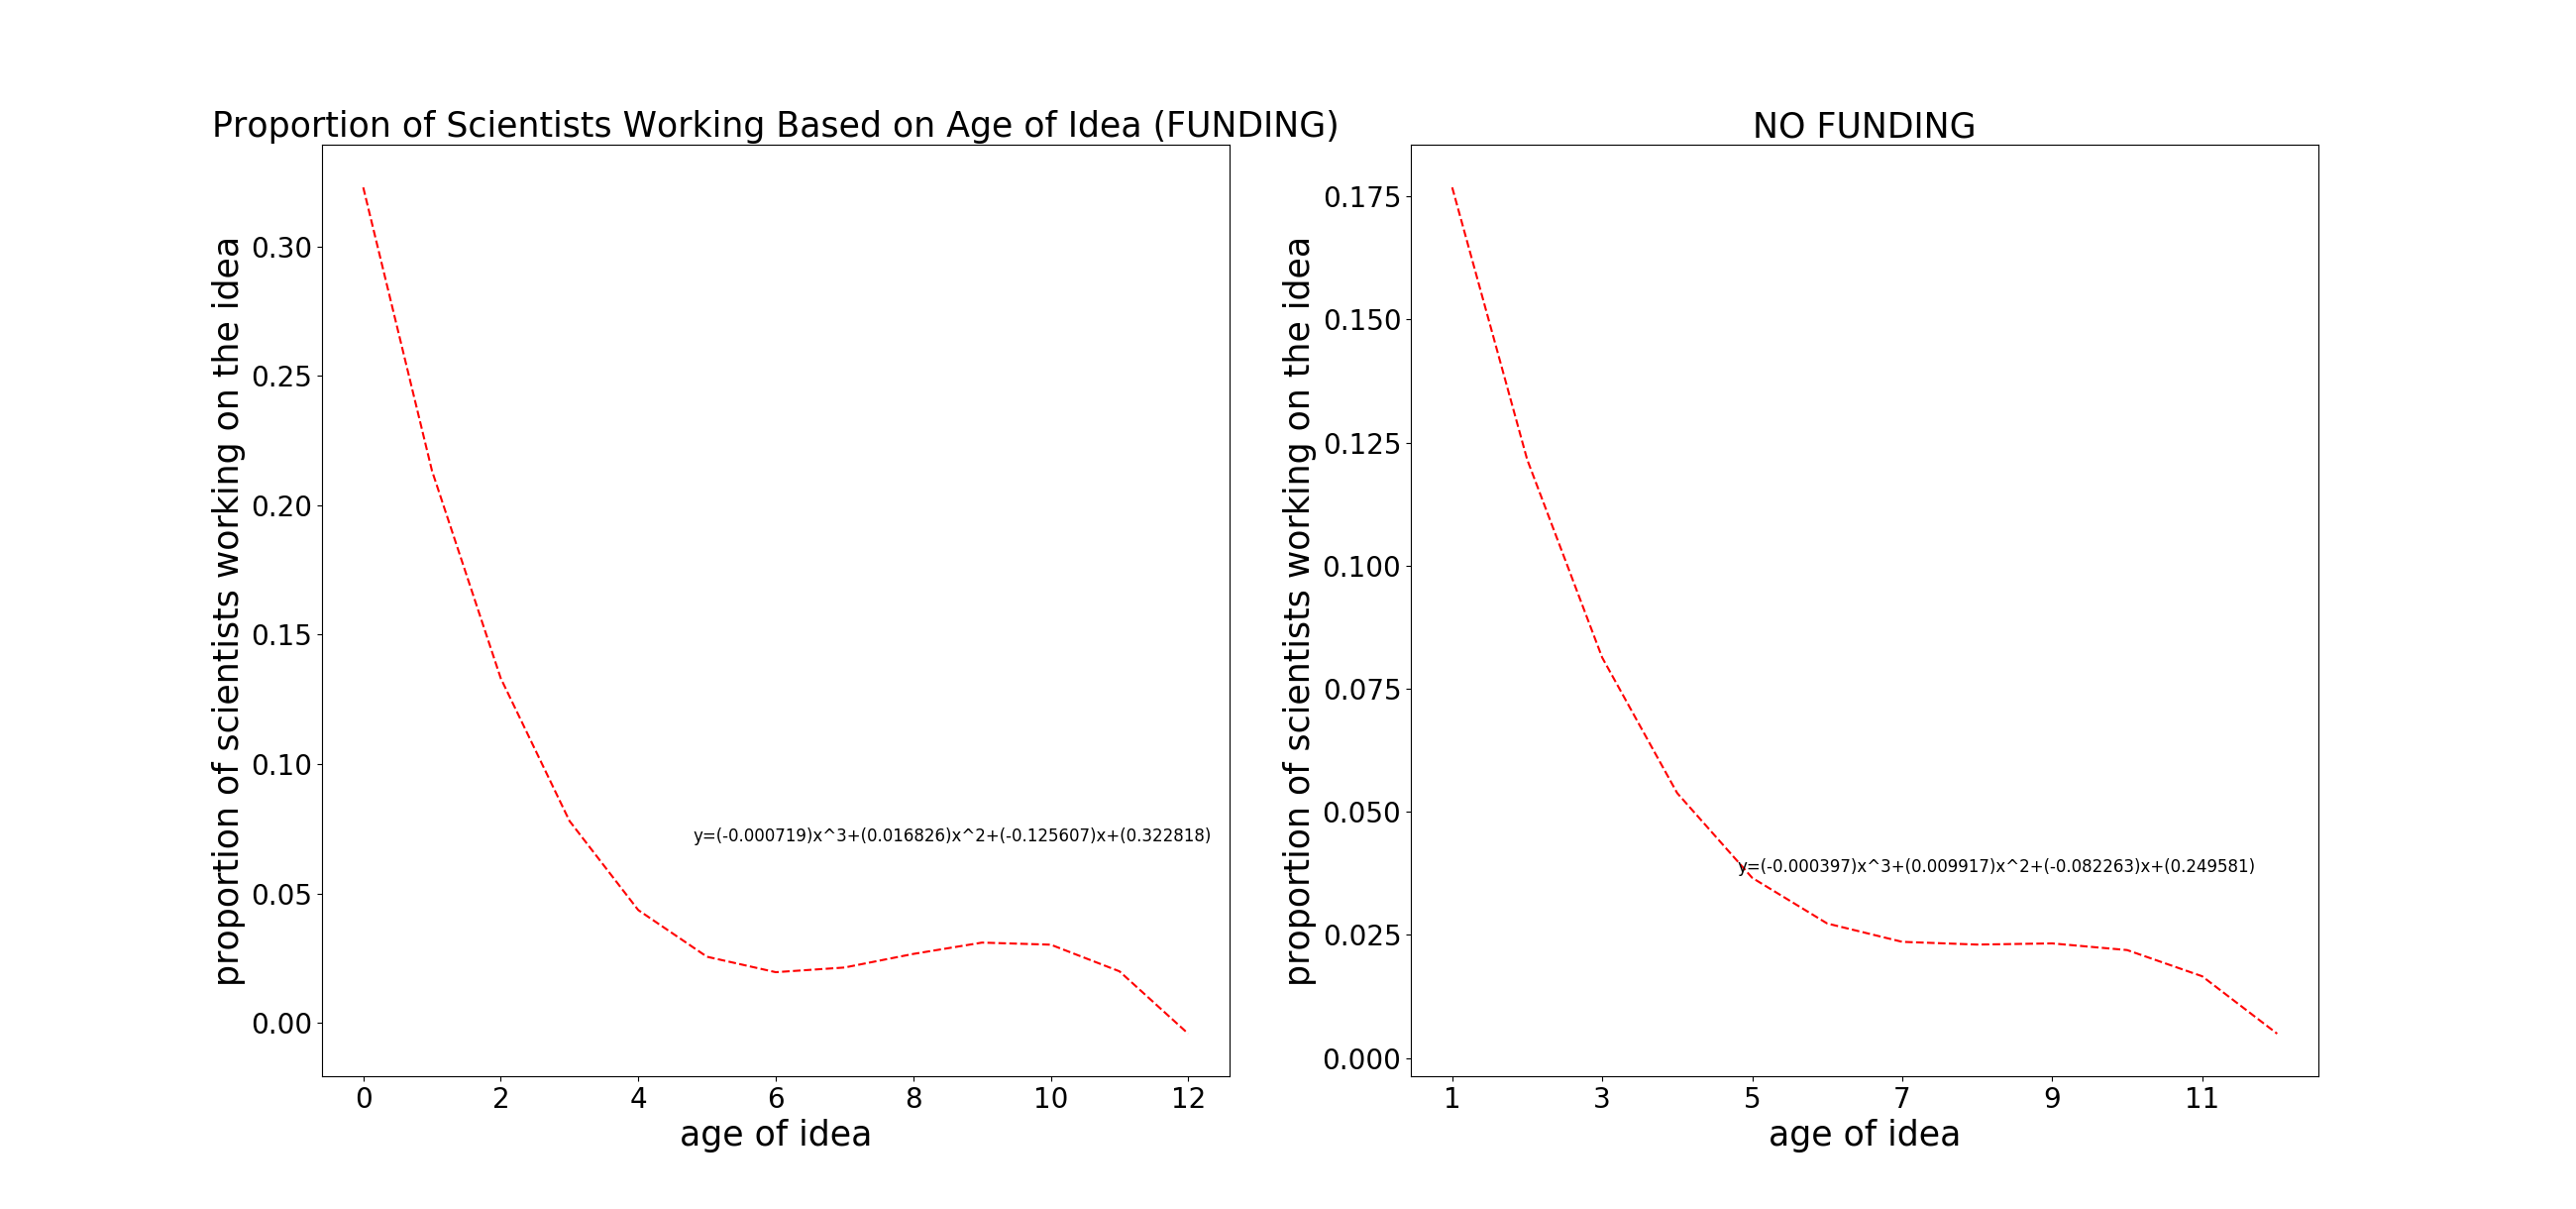 Proportion of Scientists Working Based on Age of Idea (FUNDING)
proportion of scientists working on the idea
0.30
0.25
0.20
0.15
0.10
0.05
0.00
y=(-0.000719)x^3+(0.016826)x^2+(-0.125607)x+(0.322818)
0 2 4 6 8 10 12
age of idea
NO FUNDING
proportion of scientists working on the idea
0.175
0.150
0.125
0.100
0.075
0.050
0.025
0.000
y=(-0.000397)x^3+(0.009917)x^2+(-0.082263)x+(0.249581)
1 3 5 7 9 11
age of idea